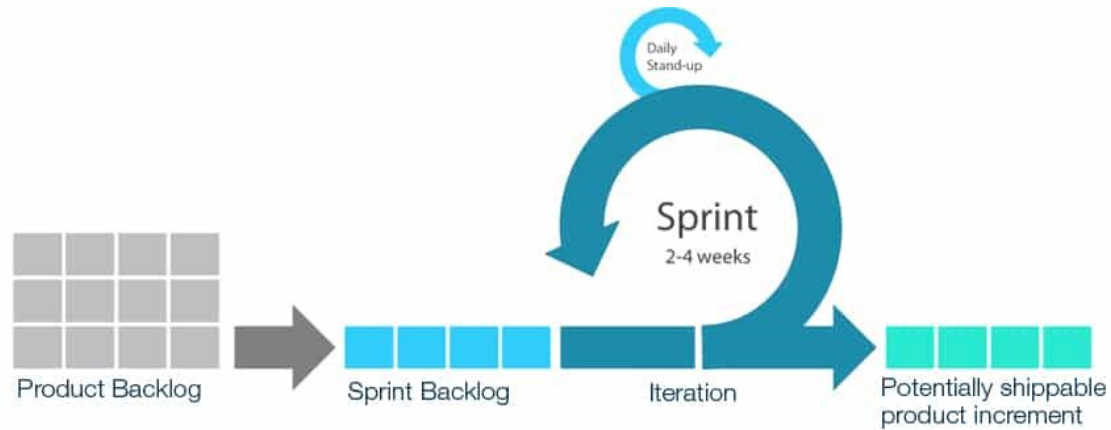 Daily
Stand-up
Sprint
2-4 weeks
Product Backlog
Sprint Backlog
Iteration
Potentially shippable
product increment